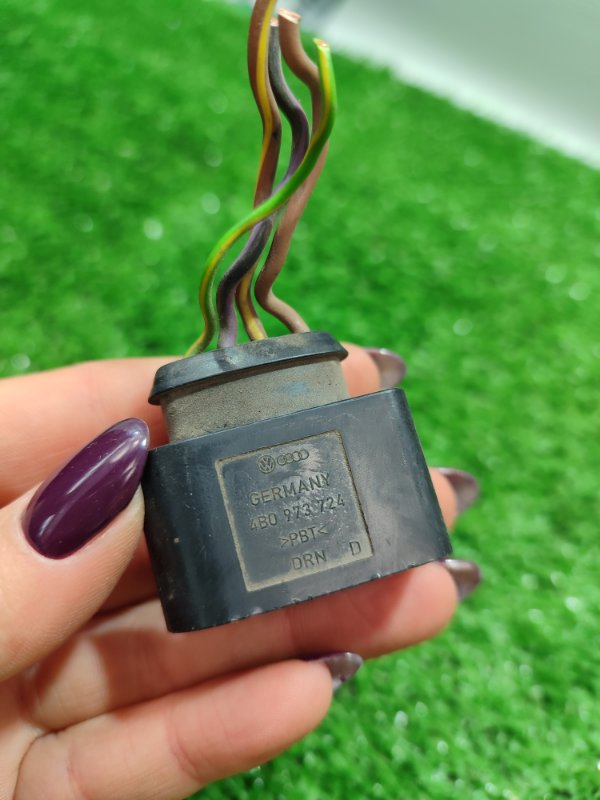 GERMANY
4B0 973 724
>PBT<
DRN D